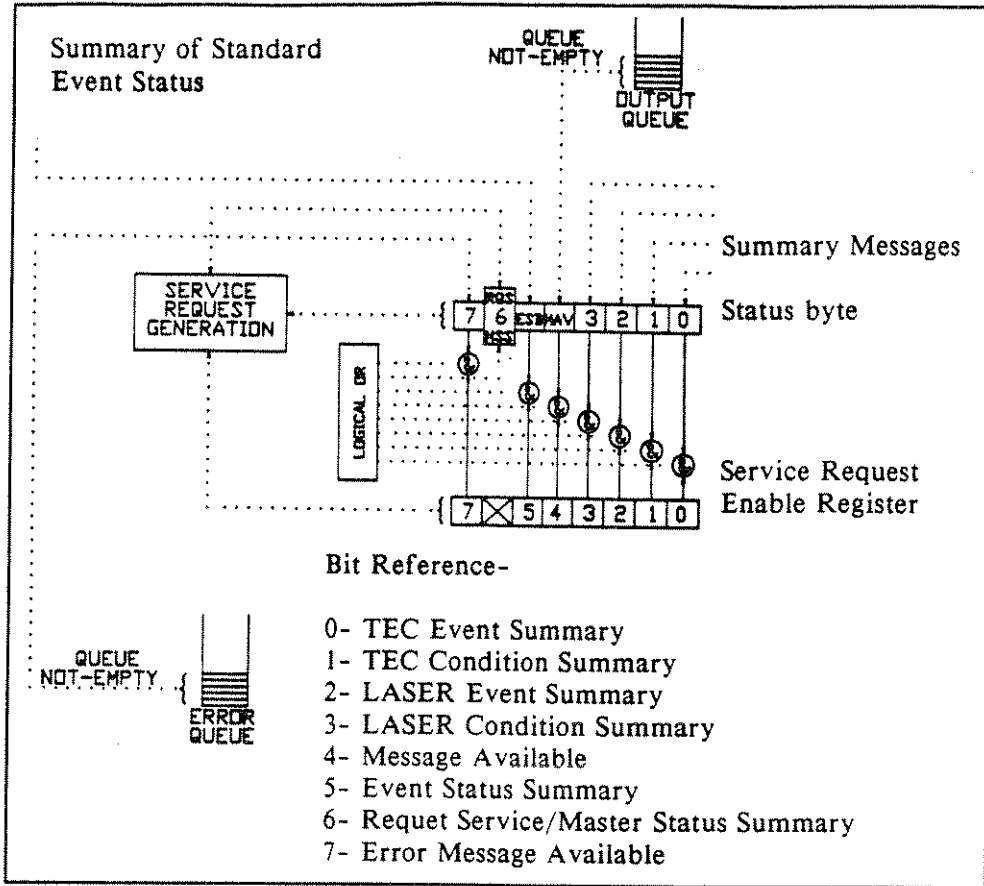 Summary of Standard
Event Status
QUEUE
NOT-EMPTY
OUTPUT
QUEUE
Summary Messages
SERVICE
REQUEST
GENERATION
RQS
7 6 ESB MAV 3 2 1 0
MSS
Status byte
LOGICAL OR
& & & & & & &
Service Request
Enable Register
7 5 4 3 2 1 0
Bit Reference-
0- TEC Event Summary
1- TEC Condition Summary
2- LASER Event Summary
3- LASER Condition Summary
4- Message Available
5- Event Status Summary
6- Requet Service/Master Status Summary
7- Error Message Available
QUEUE
NOT-EMPTY
ERROR
QUEUE